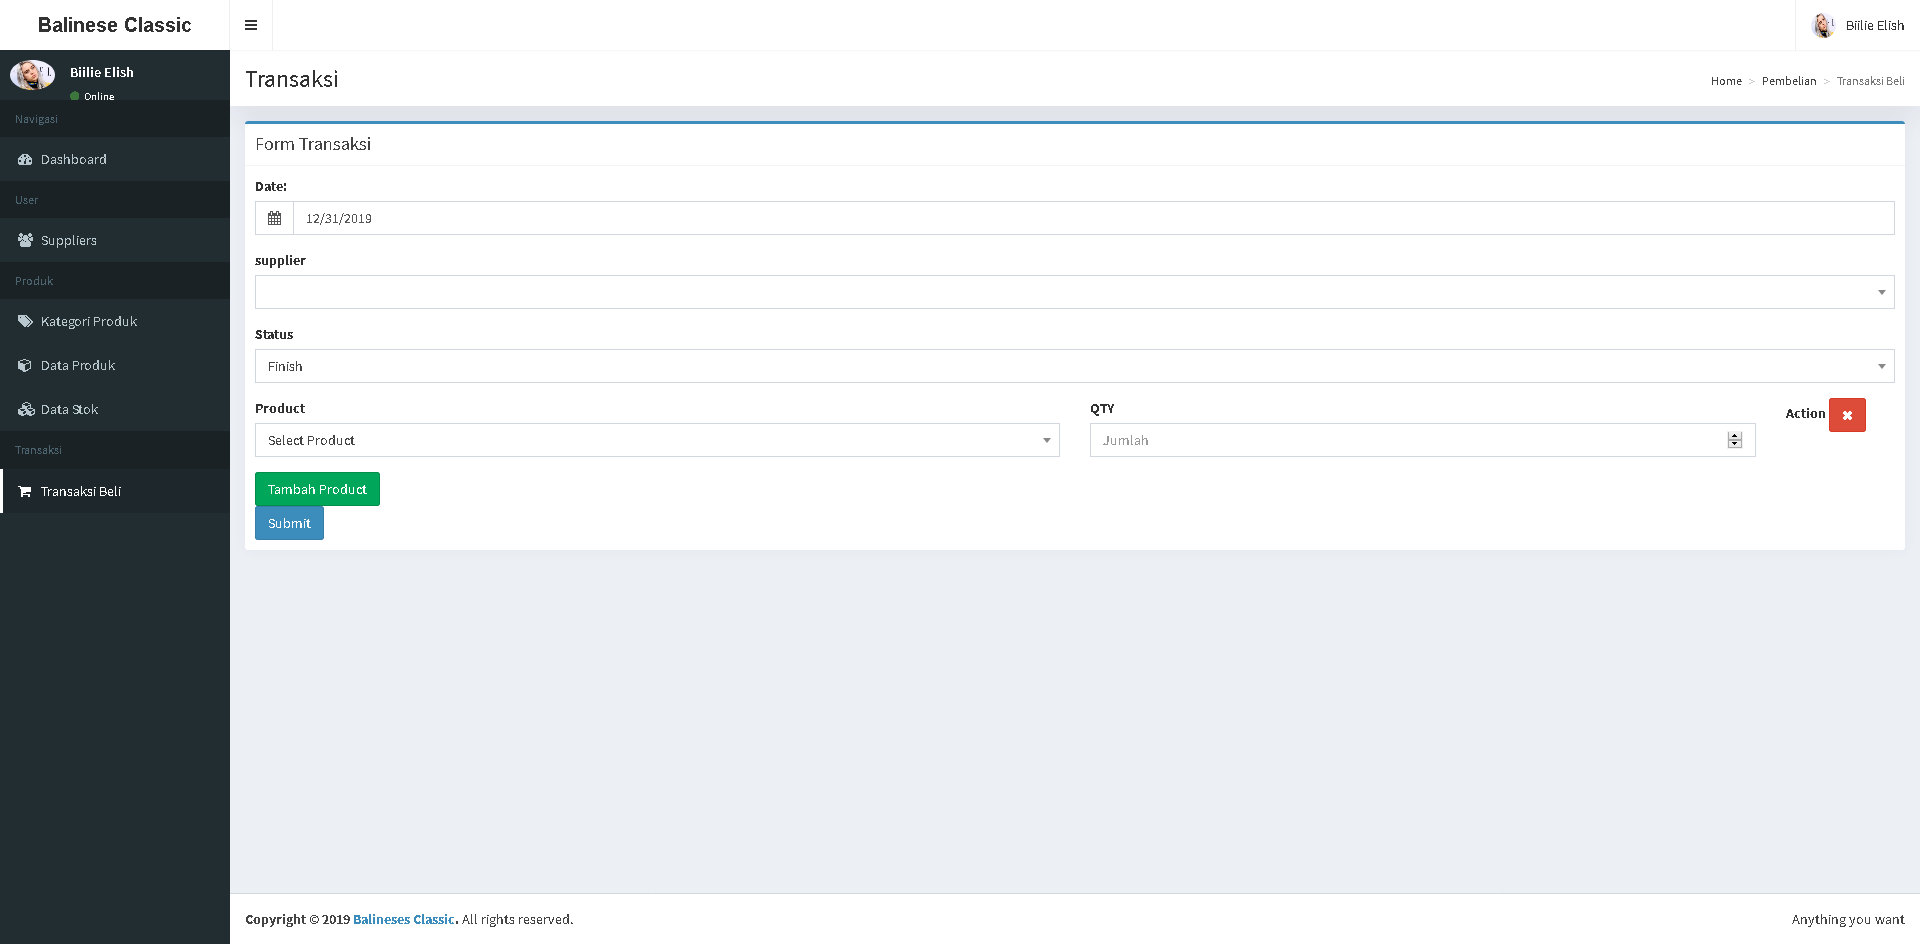 Balinese Classic
Biilie Elish
Biilie Elish
Online
Navigasi
Dashboard
User
Suppliers
Produk
Kategori Produk
Data Produk
Data Stok
Transaksi
Transaksi Beli
Transaksi
Home > Pembelian > Transaksi Beli
Form Transaksi
Date:
12/31/2019
supplier
Status
Finish
Product
QTY
Action
Select Product
Jumlah
Tambah Product
Submit
Copyright © 2019 Balineses Classic. All rights reserved.
Anything you want